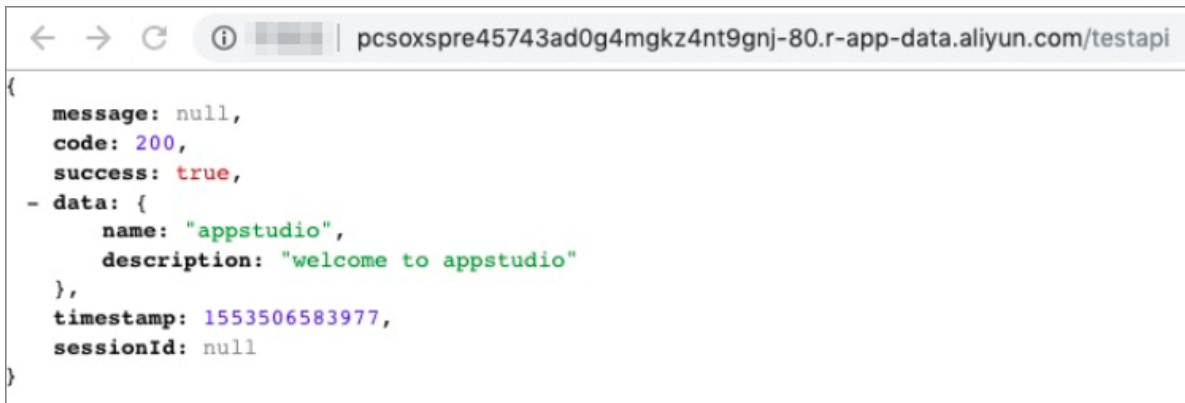 pcsoxspre45743ad0g4mgkz4nt9gnj-80.r-app-data.aliyun.com/testapi
{
message: null,
code: 200,
success: true,
- data: {
name: "appstudio",
description: "welcome to appstudio"
},
timestamp: 1553506583977,
sessionId: null
}